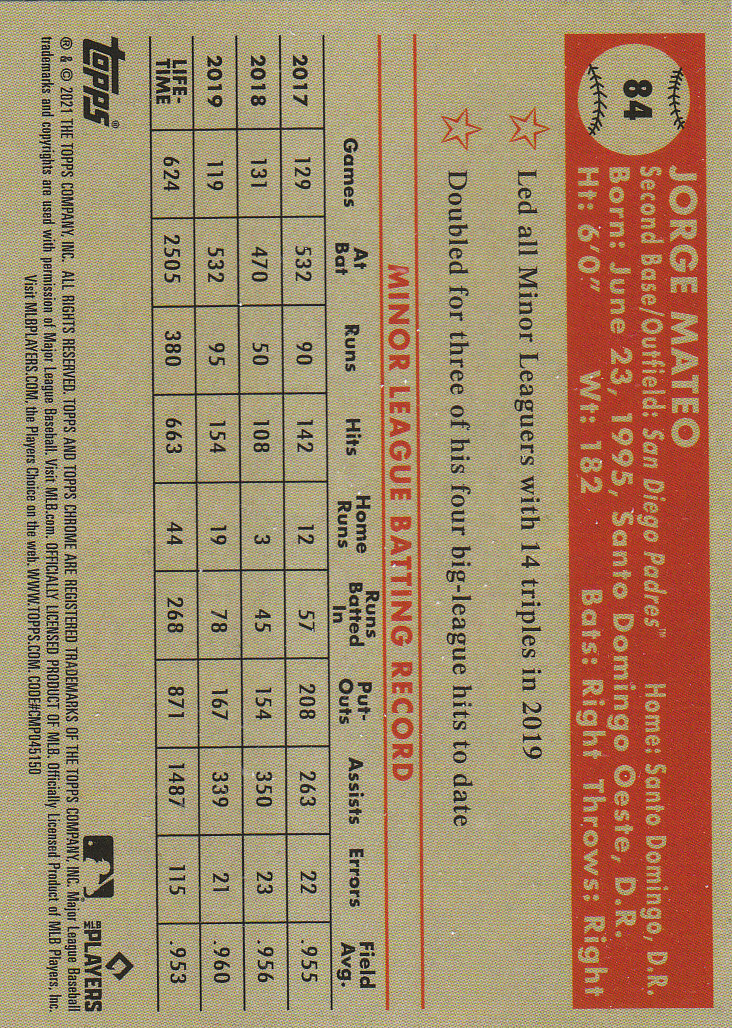 84
JORGE MATEO
Second Base/Outfield: San Diego Padres™ Home: Santo Domingo, D.R.
Born: June 23, 1995, Santo Domingo Oeste, D.R.
Ht: 6'0" Wt: 182 Bats: Right Throws: Right
Led all Minor Leaguers with 14 triples in 2019
Doubled for three of his four big-league hits to date
MINOR LEAGUE BATTING RECORD
Games At Bat Runs Hits Home Runs Runs Batted In Put-Outs Assists Errors Field Avg.
2017 129 532 90 142 12 57 208 263 22 .955
2018 131 470 50 108 3 45 154 350 23 .956
2019 119 532 95 154 19 78 167 339 21 .960
LIFE-TIME 624 2505 380 663 44 268 871 1487 115 .953
topps®
MLB PLAYERS
® & © 2021 THE TOPPS COMPANY, INC. ALL RIGHTS RESERVED. TOPPS AND TOPPS CHROME ARE REGISTERED TRADEMARKS OF THE TOPPS COMPANY, INC. Major League Baseball
trademarks and copyrights are used with permission of Major League Baseball. Visit MLB.com. OFFICIALLY LICENSED PRODUCT OF MLB. Officially Licensed Product of MLB Players, Inc.
Visit MLBPLAYERS.COM, the Players Choice on the web. WWW.TOPPS.COM. CODE#CMP045150